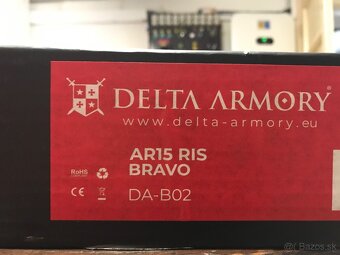 DELTA ARMORY®
www.delta-armory.eu
AR15 RIS
BRAVO
RoHS
CE
DA-B02
Bazos.sk